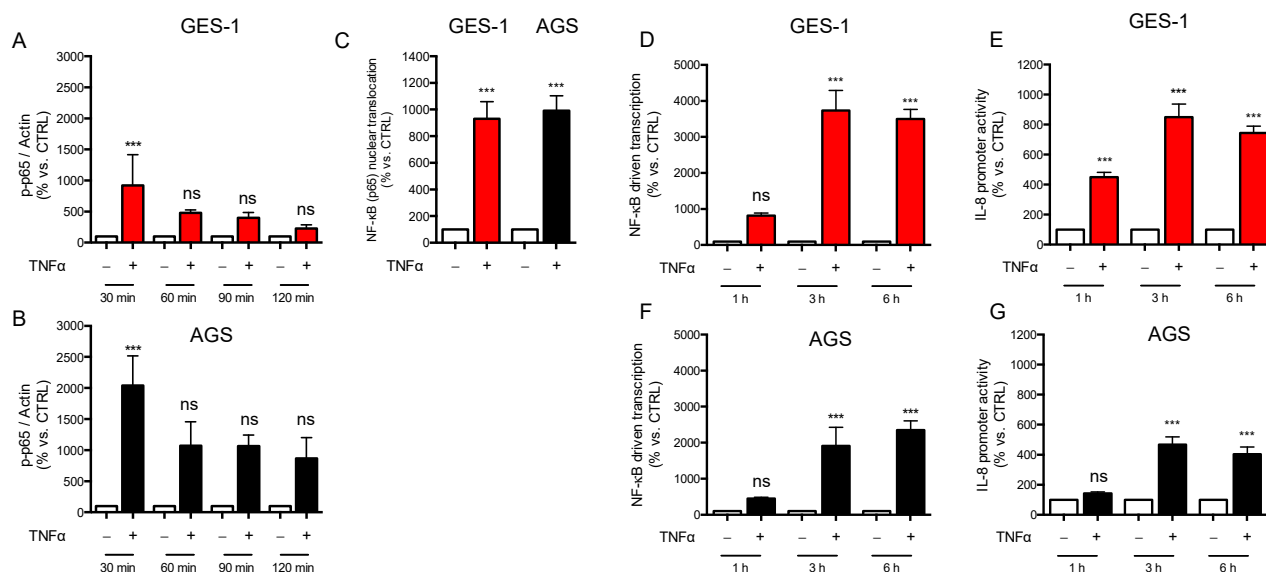 A
GES-1
p-p65 / Actin
(% vs. CTRL)
3000
2500
2000
1500
1000
500
0
***
ns
ns
ns
TNFα
– + – + – + – +
30 min 60 min 90 min 120 min
B
AGS
p-p65 / Actin
(% vs. CTRL)
3000
2500
2000
1500
1000
500
0
***
ns
ns
ns
TNFα
– + – + – + – +
30 min 60 min 90 min 120 min
C
GES-1 AGS
NF-κB (p65) nuclear translocation
(% vs. CTRL)
1400
1200
1000
800
600
400
200
0
***
***
TNFα
– + – +
D
GES-1
NF-κB driven transcription
(% vs. CTRL)
5000
4000
3000
2000
1000
0
ns
***
***
TNFα
– + – + – +
1 h 3 h 6 h
E
GES-1
IL-8 promoter activity
(% vs. CTRL)
1200
1000
800
600
400
200
0
***
***
***
TNFα
– + – + – +
1 h 3 h 6 h
F
AGS
NF-κB driven transcription
(% vs. CTRL)
5000
4000
3000
2000
1000
0
ns
***
***
TNFα
– + – + – +
1 h 3 h 6 h
G
AGS
IL-8 promoter activity
(% vs. CTRL)
1200
1000
800
600
400
200
0
ns
***
***
TNFα
– + – + – +
1 h 3 h 6 h